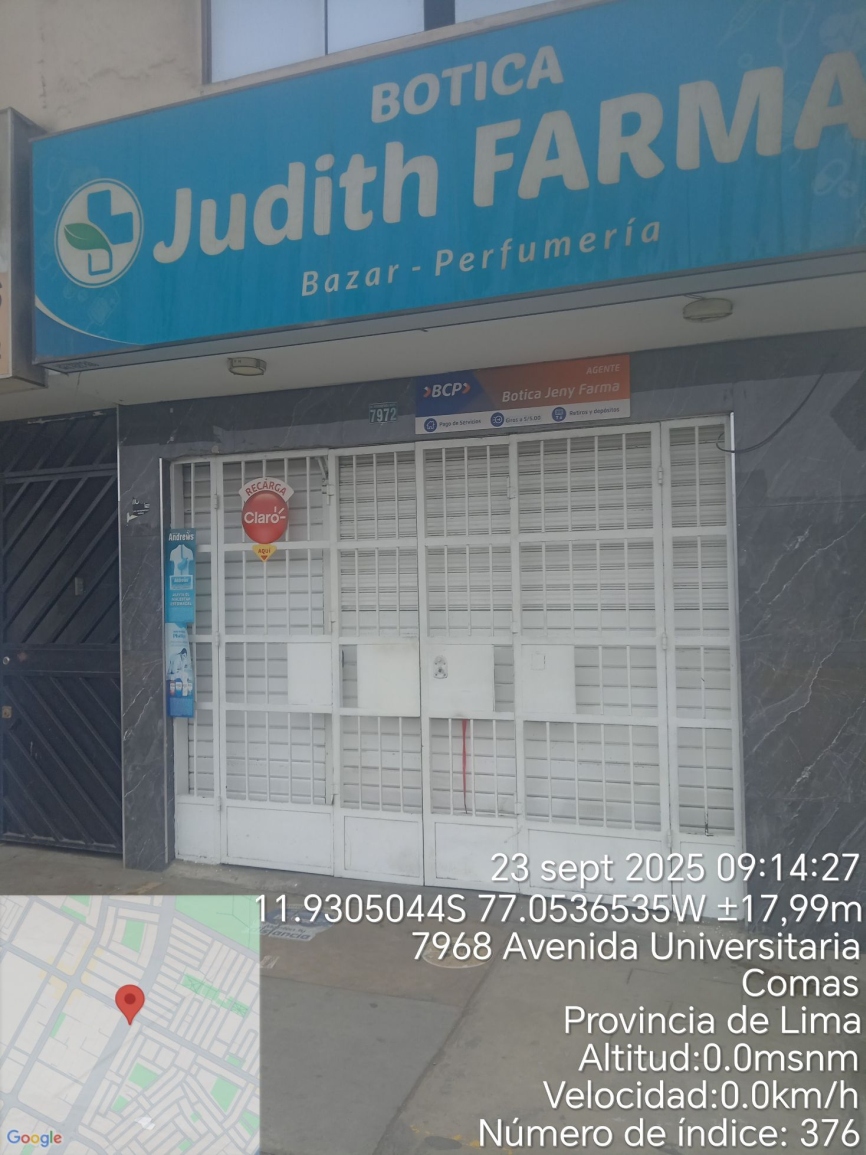 BOTICA
Judith FARMA
Bazar - Perfumería
›BCP›
AGENTE
Botica Jeny Farma
Pago de Servicios
Retiros o depósitos
7972
RECARGA
Claro
AQUÍ
Andrews
23 sept 2025 09:14:27
11.9305044S 77.0536535W ±17,99m
7968 Avenida Universitaria
Comas
Provincia de Lima
Altitud:0.0msnm
Velocidad:0.0km/h
Número de índice: 376
Google